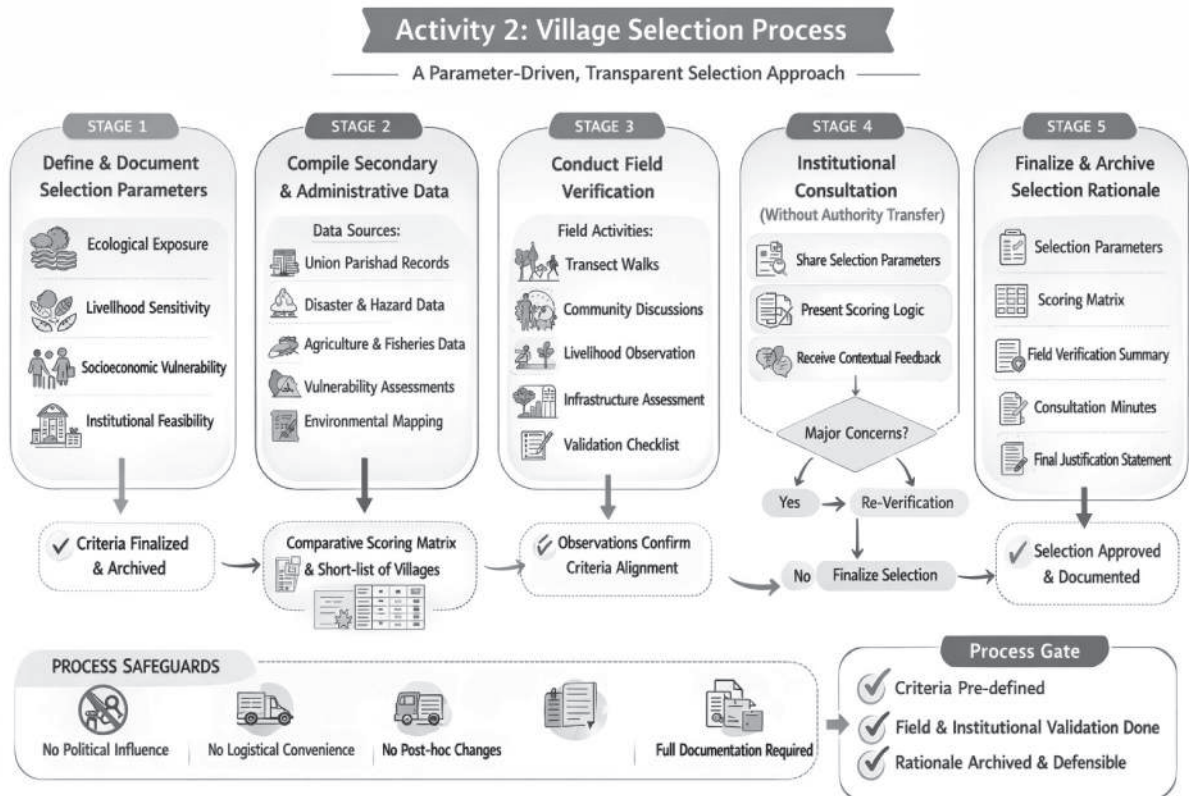 Activity 2: Village Selection Process
A Parameter-Driven, Transparent Selection Approach
STAGE 1
Define & Document
Selection Parameters
Ecological Exposure
Livelihood Sensitivity
Socioeconomic Vulnerability
Institutional Feasibility
Criteria Finalized
& Archived
STAGE 2
Compile Secondary
& Administrative Data
Data Sources:
Union Parishad Records
Disaster & Hazard Data
Agriculture & Fisheries Data
Vulnerability Assessments
Environmental Mapping
Comparative Scoring Matrix
& Short-list of Villages
STAGE 3
Conduct Field
Verification
Field Activities:
Transect Walks
Community Discussions
Livelihood Observation
Infrastructure Assessment
Validation Checklist
Observations Confirm
Criteria Alignment
STAGE 4
Institutional
Consultation
(Without Authority Transfer)
Share Selection Parameters
Present Scoring Logic
Receive Contextual Feedback
Major Concerns?
Yes
Re-Verification
No
Finalize Selection
STAGE 5
Finalize & Archive
Selection Rationale
Selection Parameters
Scoring Matrix
Field Verification Summary
Consultation Minutes
Final Justification Statement
Selection Approved
& Documented
PROCESS SAFEGUARDS
No Political Influence
No Logistical Convenience
No Post-hoc Changes
Full Documentation Required
Process Gate
Criteria Pre-defined
Field & Institutional Validation Done
Rationale Archived & Defensible